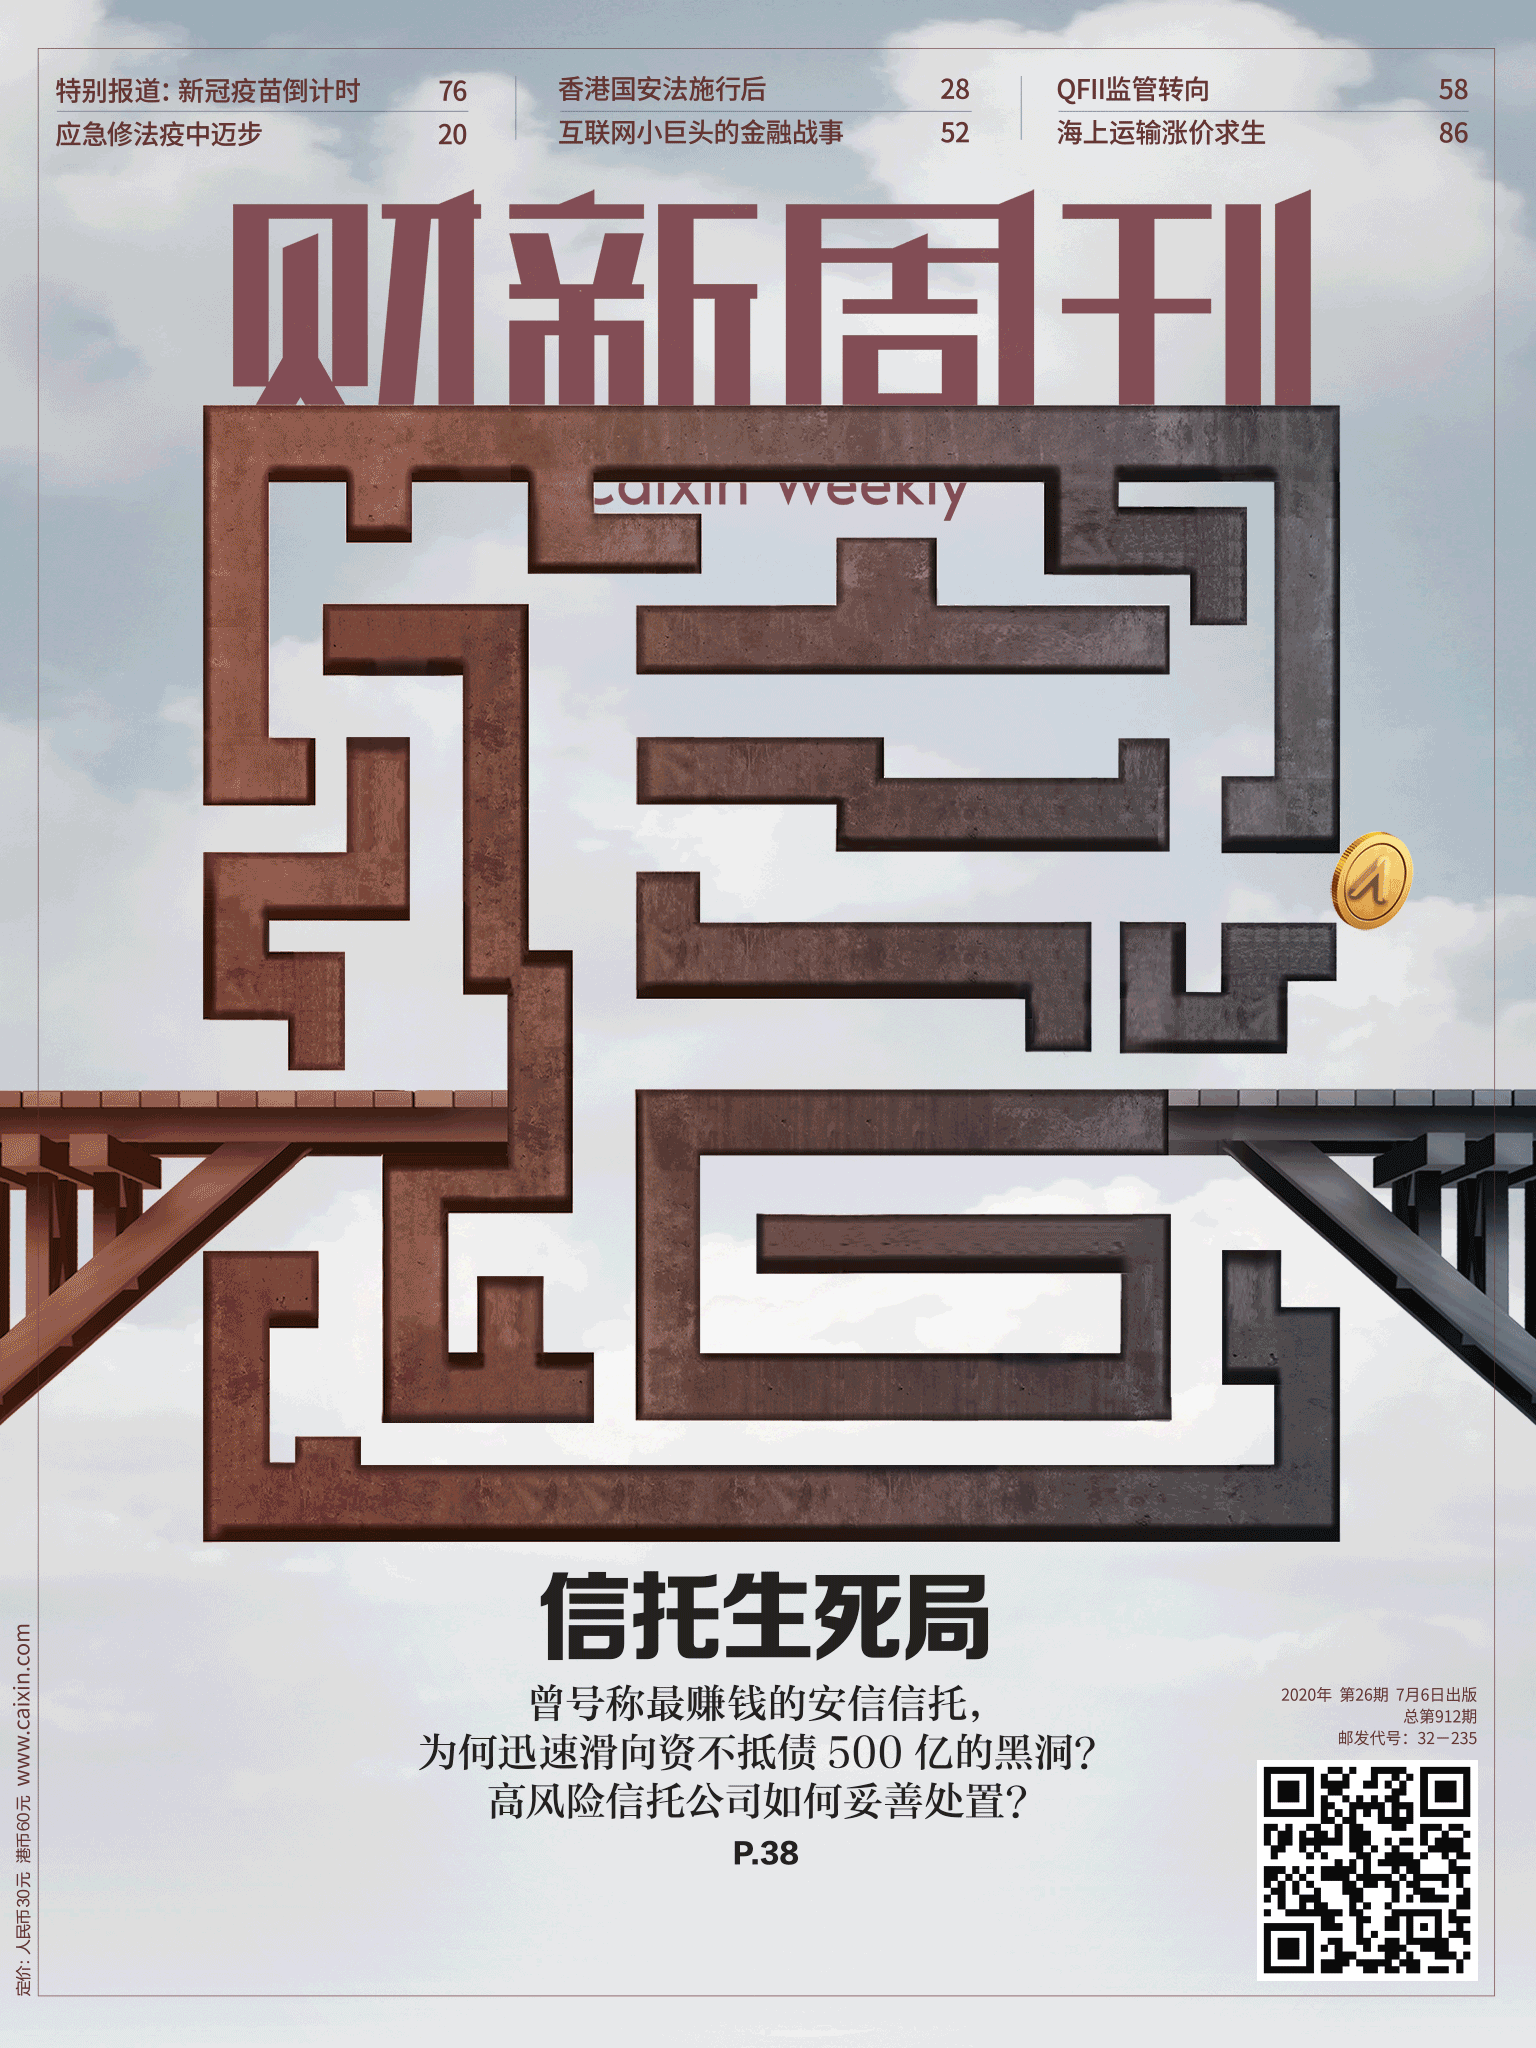 特别报道：新冠疫苗倒计时 76
应急修法疫中迈步 20
香港国安法施行后 28
互联网小巨头的金融战事 52
QFII监管转向 58
海上运输涨价求生 86
财新周刊
Caixin Weekly
信托生死局
曾号称最赚钱的安信信托，
为何迅速滑向资不抵债 500 亿的黑洞？
高风险信托公司如何妥善处置？
P.38
2020年 第26期 7月6日出版
总第912期
邮发代号：32－235
定价：人民币30元 港币60元 www.caixin.com